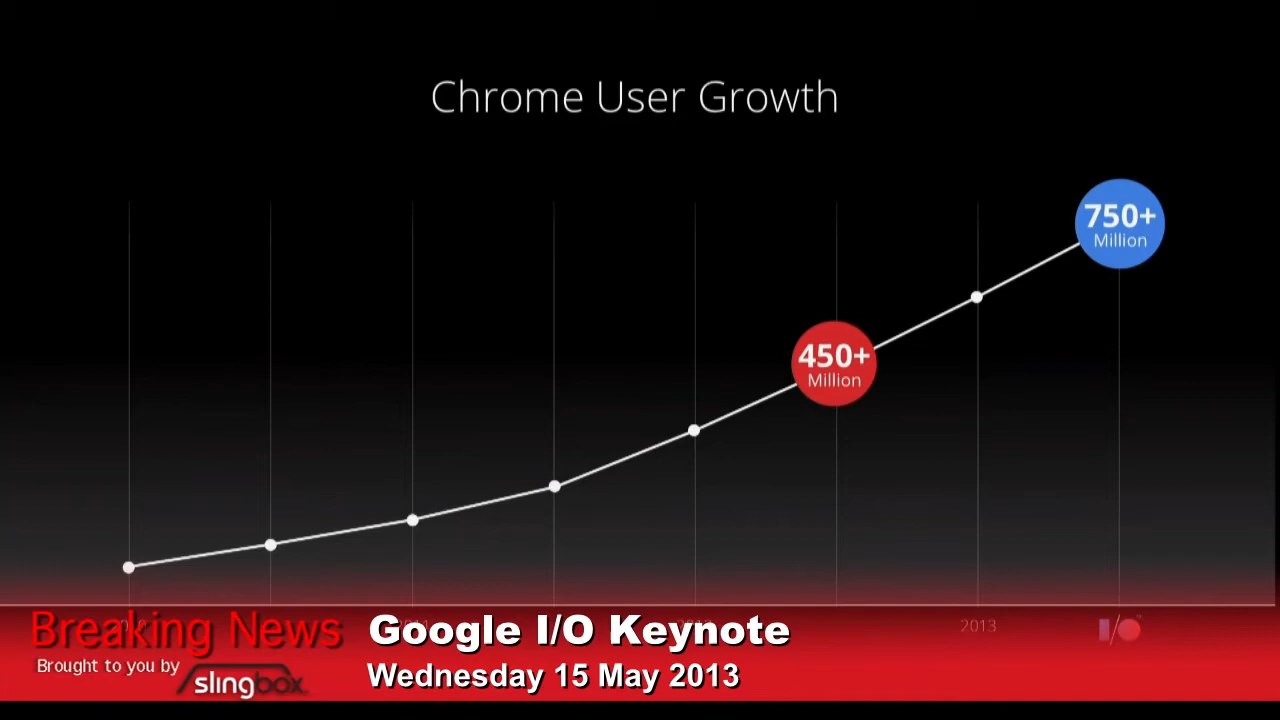 Chrome User Growth
750+
Million
450+
Million
2013
Breaking News
Google I/O Keynote
Brought to you by
slingbox
Wednesday 15 May 2013